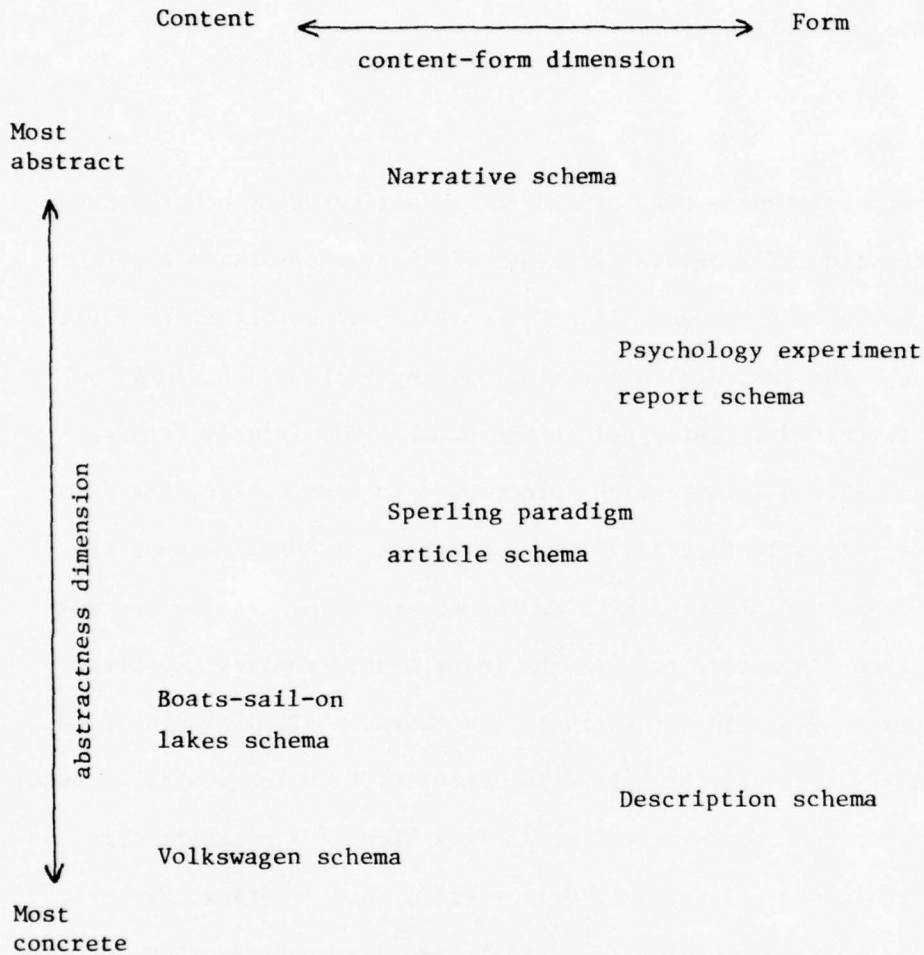 Content
Form
content-form dimension
Most
abstract
Narrative schema
Psychology experiment
report schema
Sperling paradigm
article schema
abstractness dimension
Boats-sail-on
lakes schema
Description schema
Volkswagen schema
Most
concrete